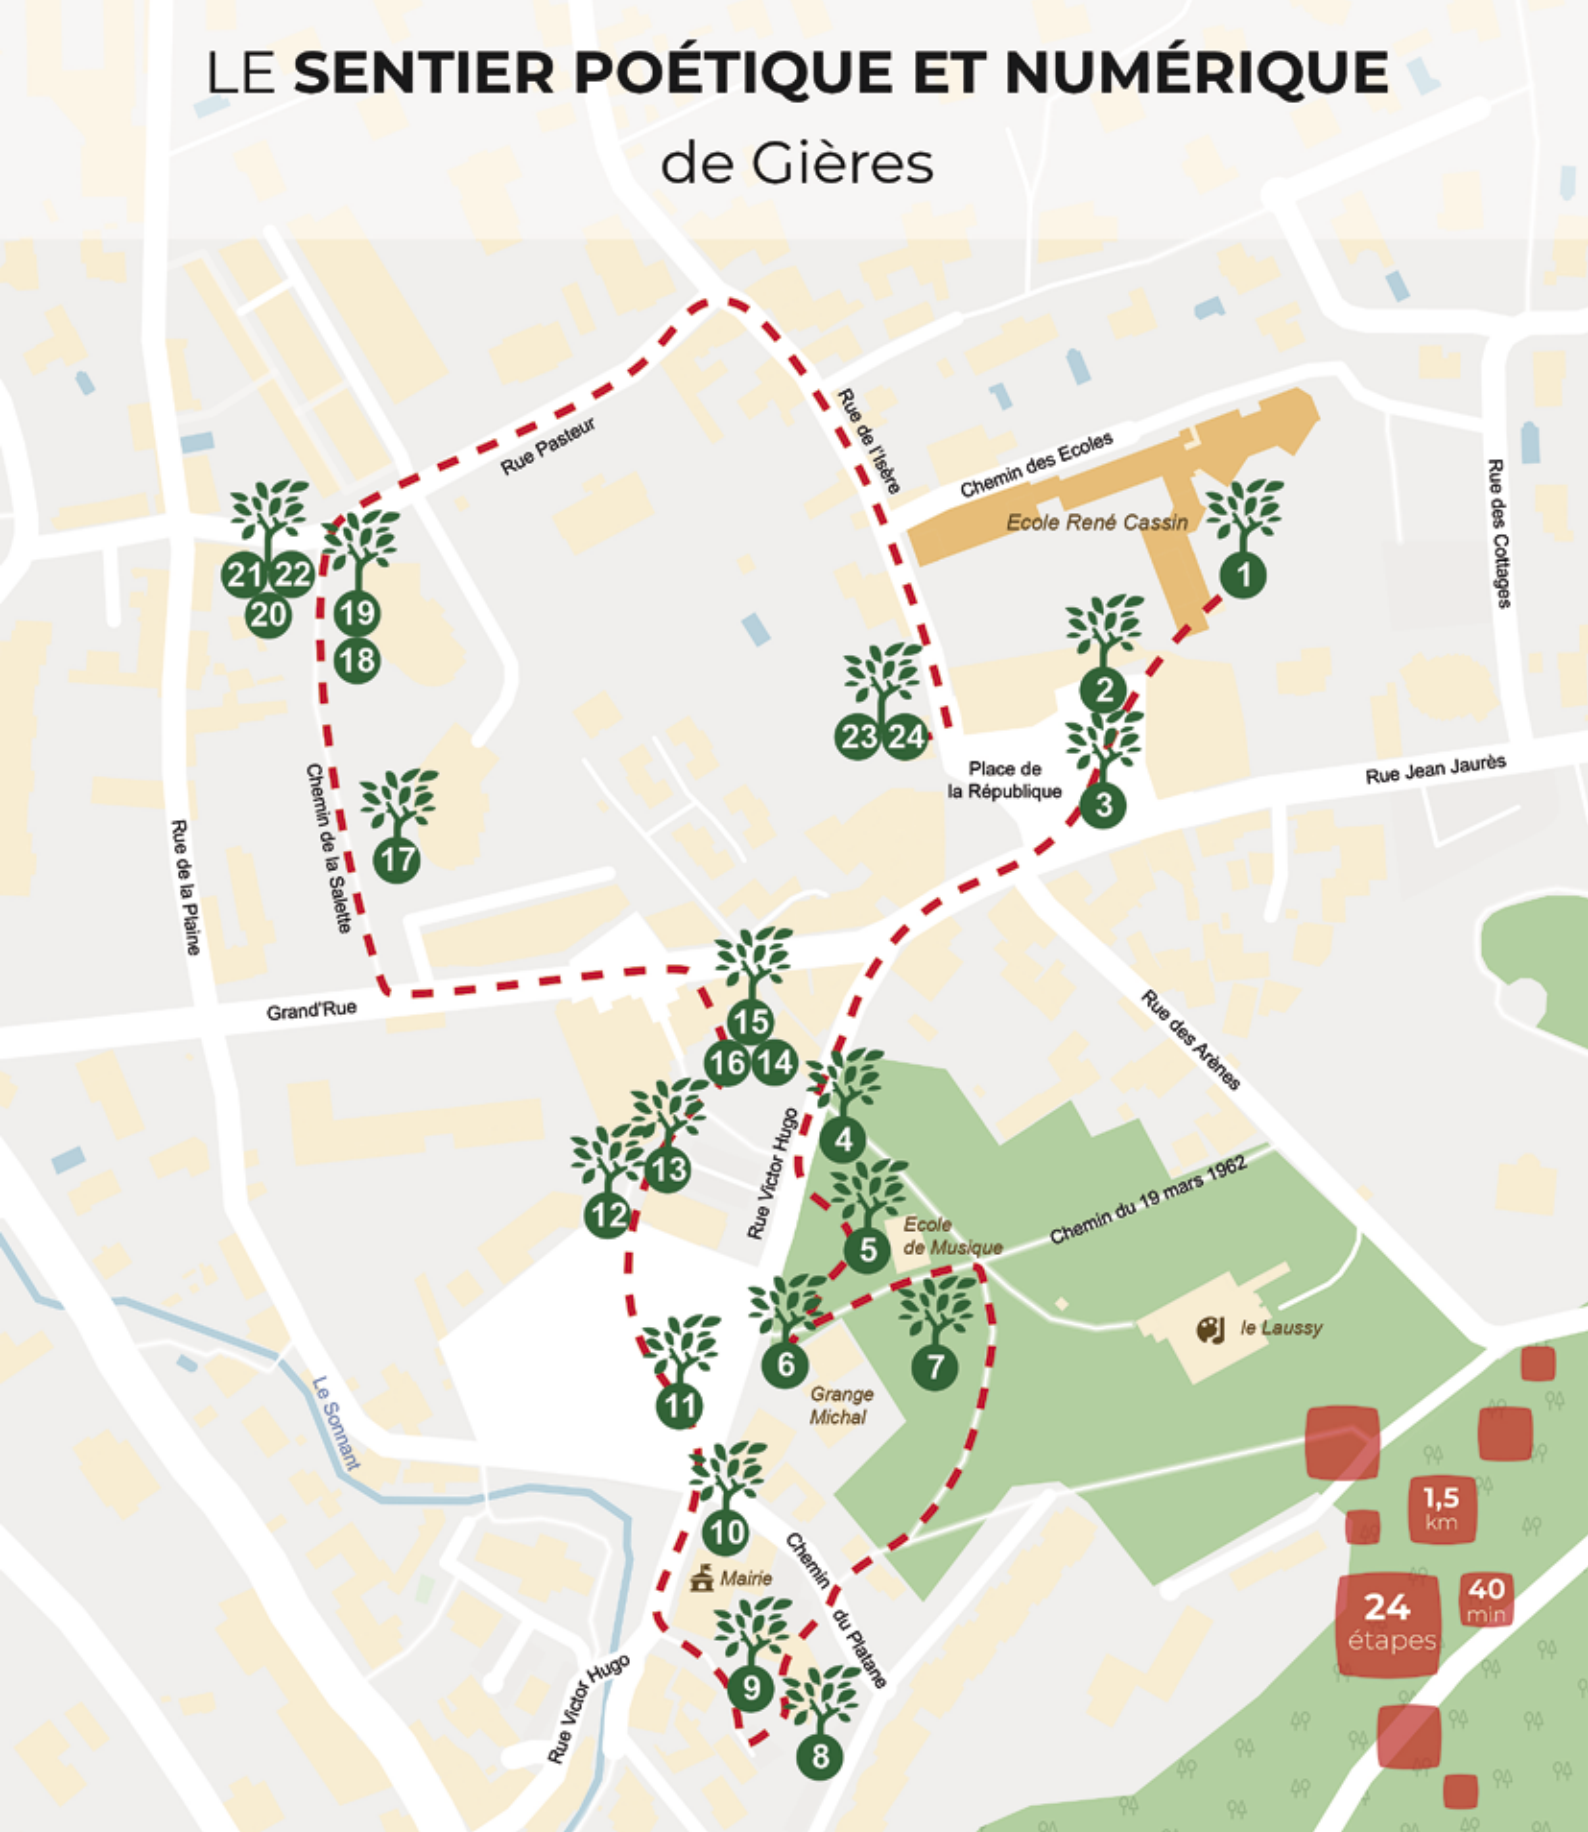 LE SENTIER POÉTIQUE ET NUMÉRIQUE
de Gières
Rue Pasteur
Rue de l'Isère
Chemin des Ecoles
Ecole René Cassin
Rue des Cottages
1
21 22
20
19
18
2
23 24
Place de
la République
3
Rue Jean Jaurès
Chemin de la Salette
17
Rue de la Plaine
Grand'Rue
15
16 14
Rue des Arènes
4
13
12
Rue Victor Hugo
5
Ecole
de Musique
Chemin du 19 mars 1962
6
7
le Laussy
Grange
Michal
11
Le Sonnant
10
Chemin du Platane
Mairie
9
8
Rue Victor Hugo
1,5
km
24
étapes
40
min